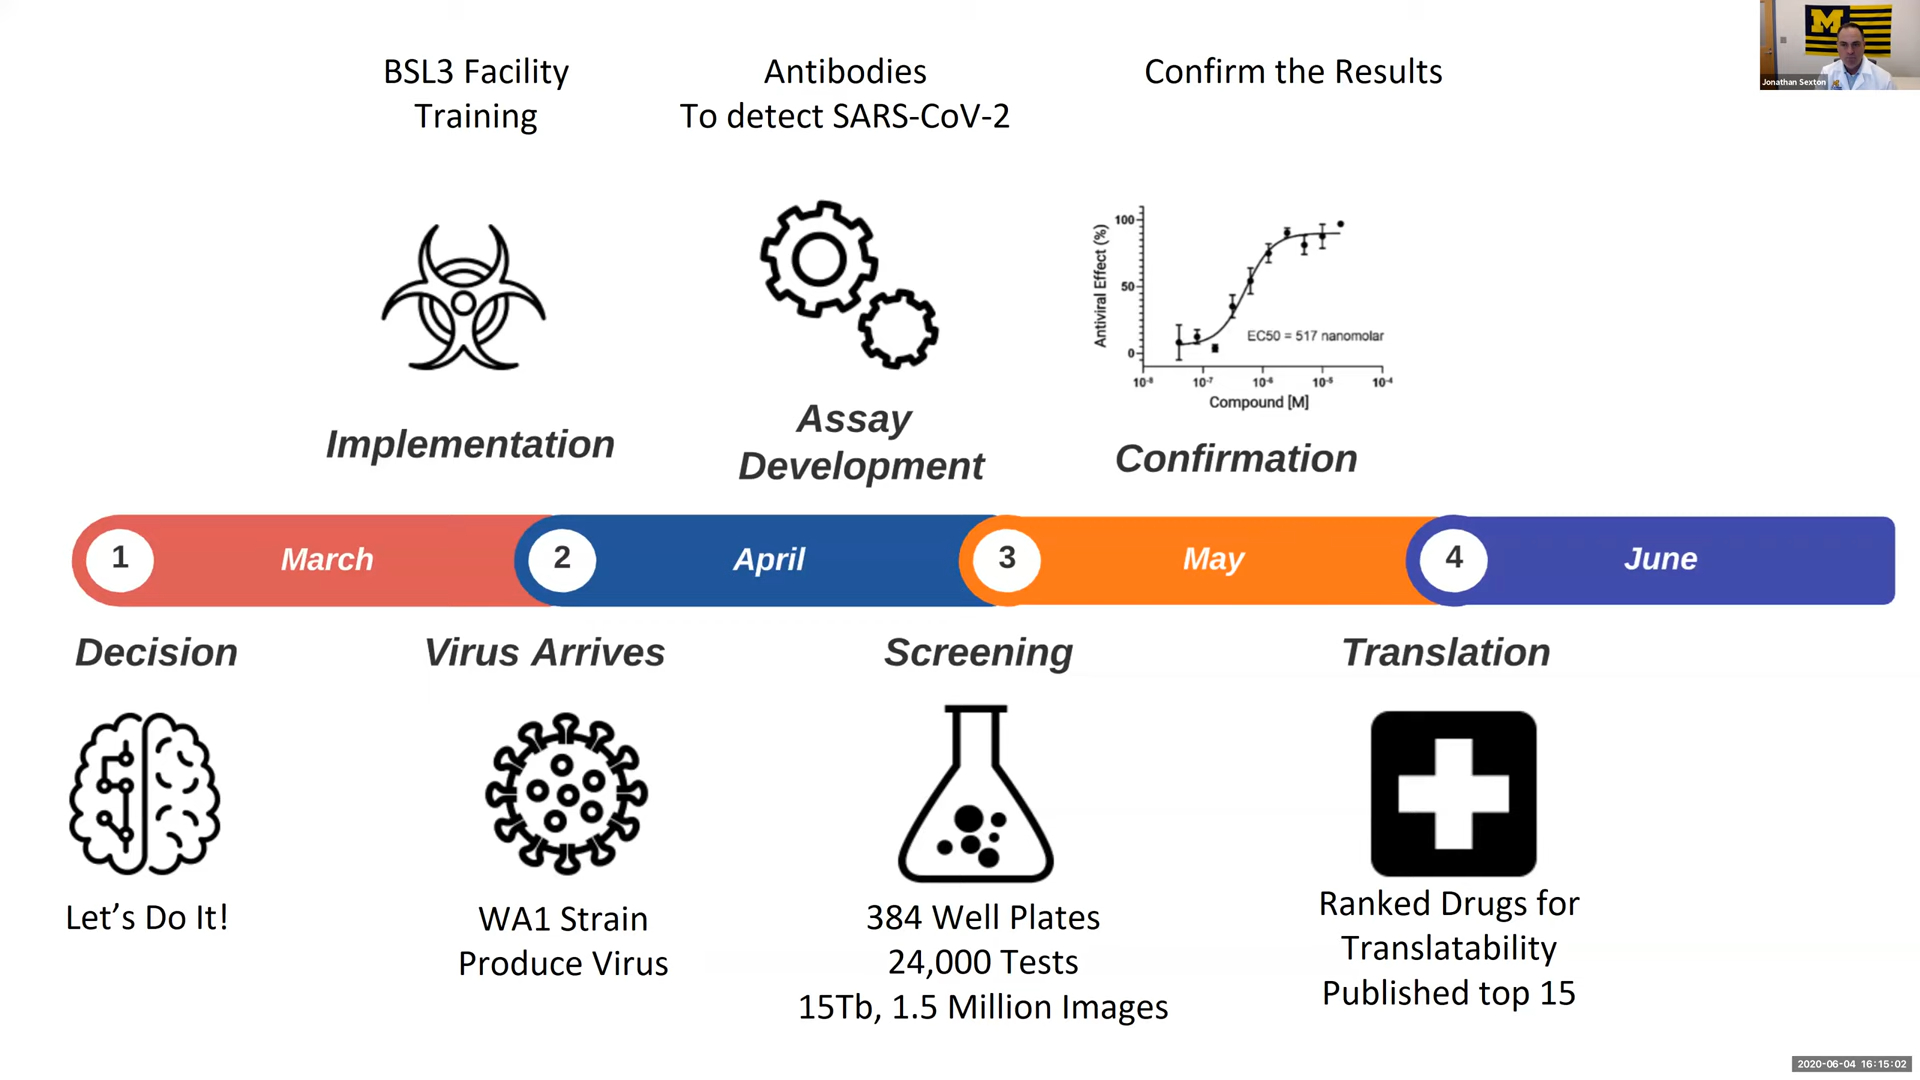 BSL3 Facility
Training
Antibodies
To detect SARS-CoV-2
Confirm the Results
M
Jonathan Sexton
Antiviral Effect (%)
100
50
0
EC50 = 517 nanomolar
10-8 10-7 10-6 10-5 10-4
Compound [M]
Implementation
Assay
Development
Confirmation
1 March 2 April 3 May 4 June
Decision
Virus Arrives
Screening
Translation
Let’s Do It!
WA1 Strain
Produce Virus
384 Well Plates
24,000 Tests
15Tb, 1.5 Million Images
Ranked Drugs for
Translatability
Published top 15
2020-06-04 16:15:02